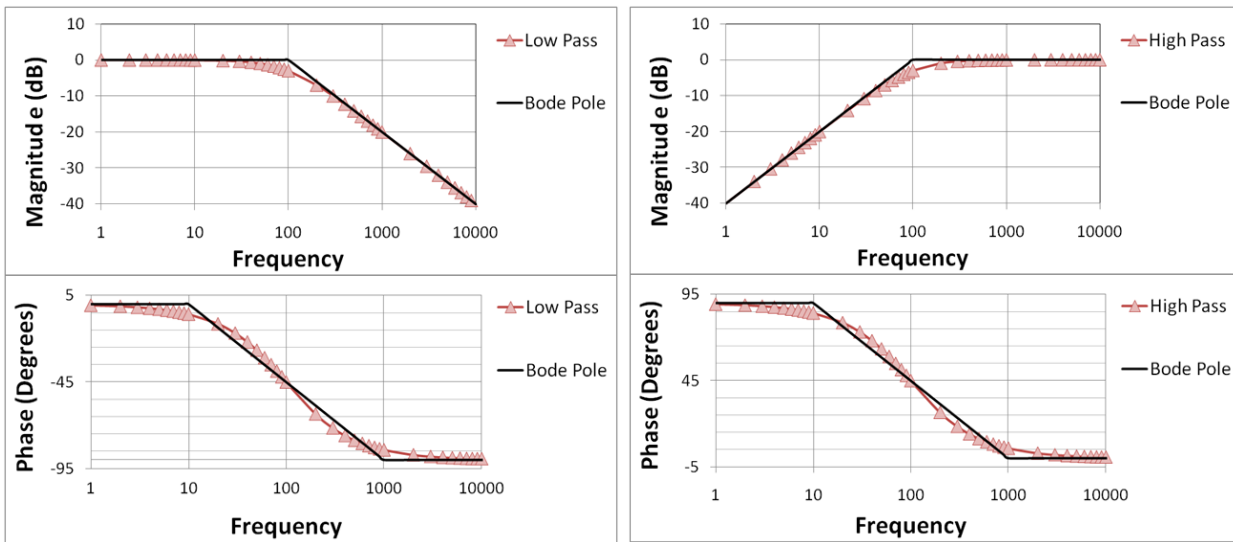 10
0
-10
-20
-30
-40
Magnitude (dB)
1 10 100 1000 10000
Frequency
Low Pass
Bode Pole
10
0
-10
-20
-30
-40
Magnitude (dB)
1 10 100 1000 10000
Frequency
High Pass
Bode Pole
5
-45
-95
Phase (Degrees)
1 10 100 1000 10000
Frequency
Low Pass
Bode Pole
95
45
-5
Phase (Degrees)
1 10 100 1000 10000
Frequency
High Pass
Bode Pole